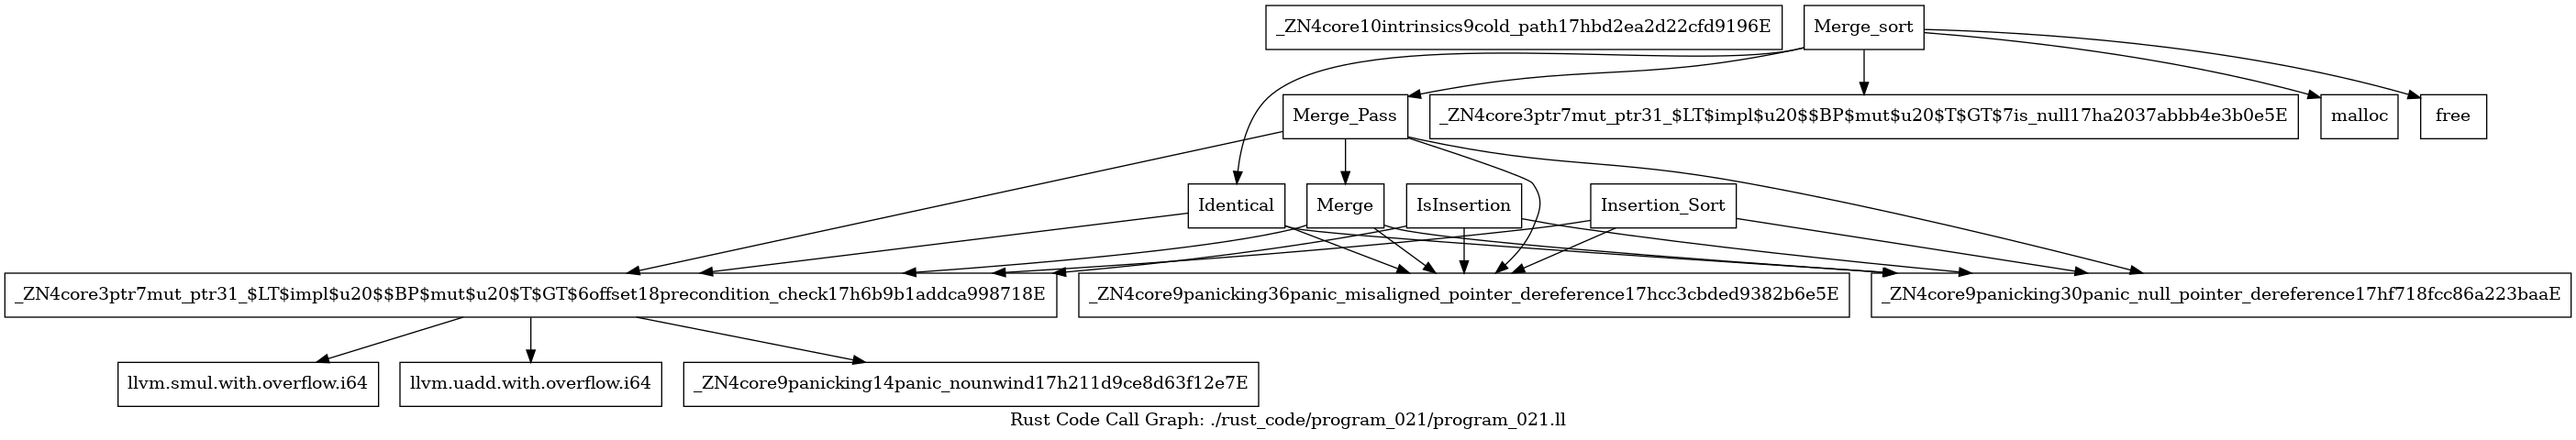 _ZN4core10intrinsics9cold_path17hbd2ea2d22cfd9196E
Merge_sort
Merge_Pass
_ZN4core3ptr7mut_ptr31_$LT$impl$u20$$BP$mut$u20$T$GT$7is_null17ha2037abbb4e3b0e5E
malloc
free
Identical
Merge
IsInsertion
Insertion_Sort
_ZN4core3ptr7mut_ptr31_$LT$impl$u20$$BP$mut$u20$T$GT$6offset18precondition_check17h6b9b1addca998718E
_ZN4core9panicking36panic_misaligned_pointer_dereference17hcc3cbded9382b6e5E
_ZN4core9panicking30panic_null_pointer_dereference17hf718fcc86a223baaE
llvm.smul.with.overflow.i64
llvm.uadd.with.overflow.i64
_ZN4core9panicking14panic_nounwind17h211d9ce8d63f12e7E
Rust Code Call Graph: ./rust_code/program_021/program_021.ll